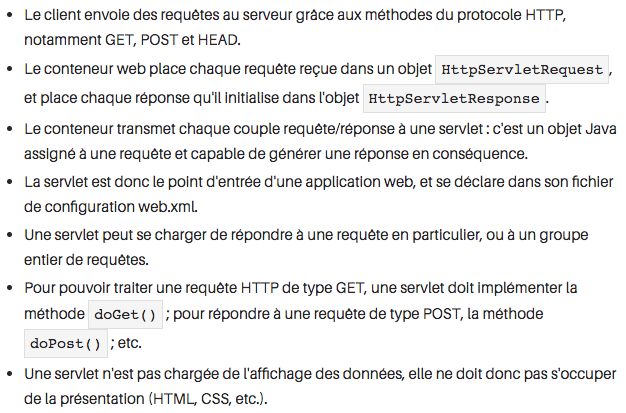 • Le client envoie des requêtes au serveur grâce aux méthodes du protocole HTTP,
notamment GET, POST et HEAD.
• Le conteneur web place chaque requête reçue dans un objet HttpServletRequest ,
et place chaque réponse qu'il initialise dans l'objet HttpServletResponse .
• Le conteneur transmet chaque couple requête/réponse à une servlet : c'est un objet Java
assigné à une requête et capable de générer une réponse en conséquence.
• La servlet est donc le point d'entrée d'une application web, et se déclare dans son fichier
de configuration web.xml.
• Une servlet peut se charger de répondre à une requête en particulier, ou à un groupe
entier de requêtes.
• Pour pouvoir traiter une requête HTTP de type GET, une servlet doit implémenter la
méthode doGet() ; pour répondre à une requête de type POST, la méthode
doPost() ; etc.
• Une servlet n'est pas chargée de l'affichage des données, elle ne doit donc pas s'occuper
de la présentation (HTML, CSS, etc.).